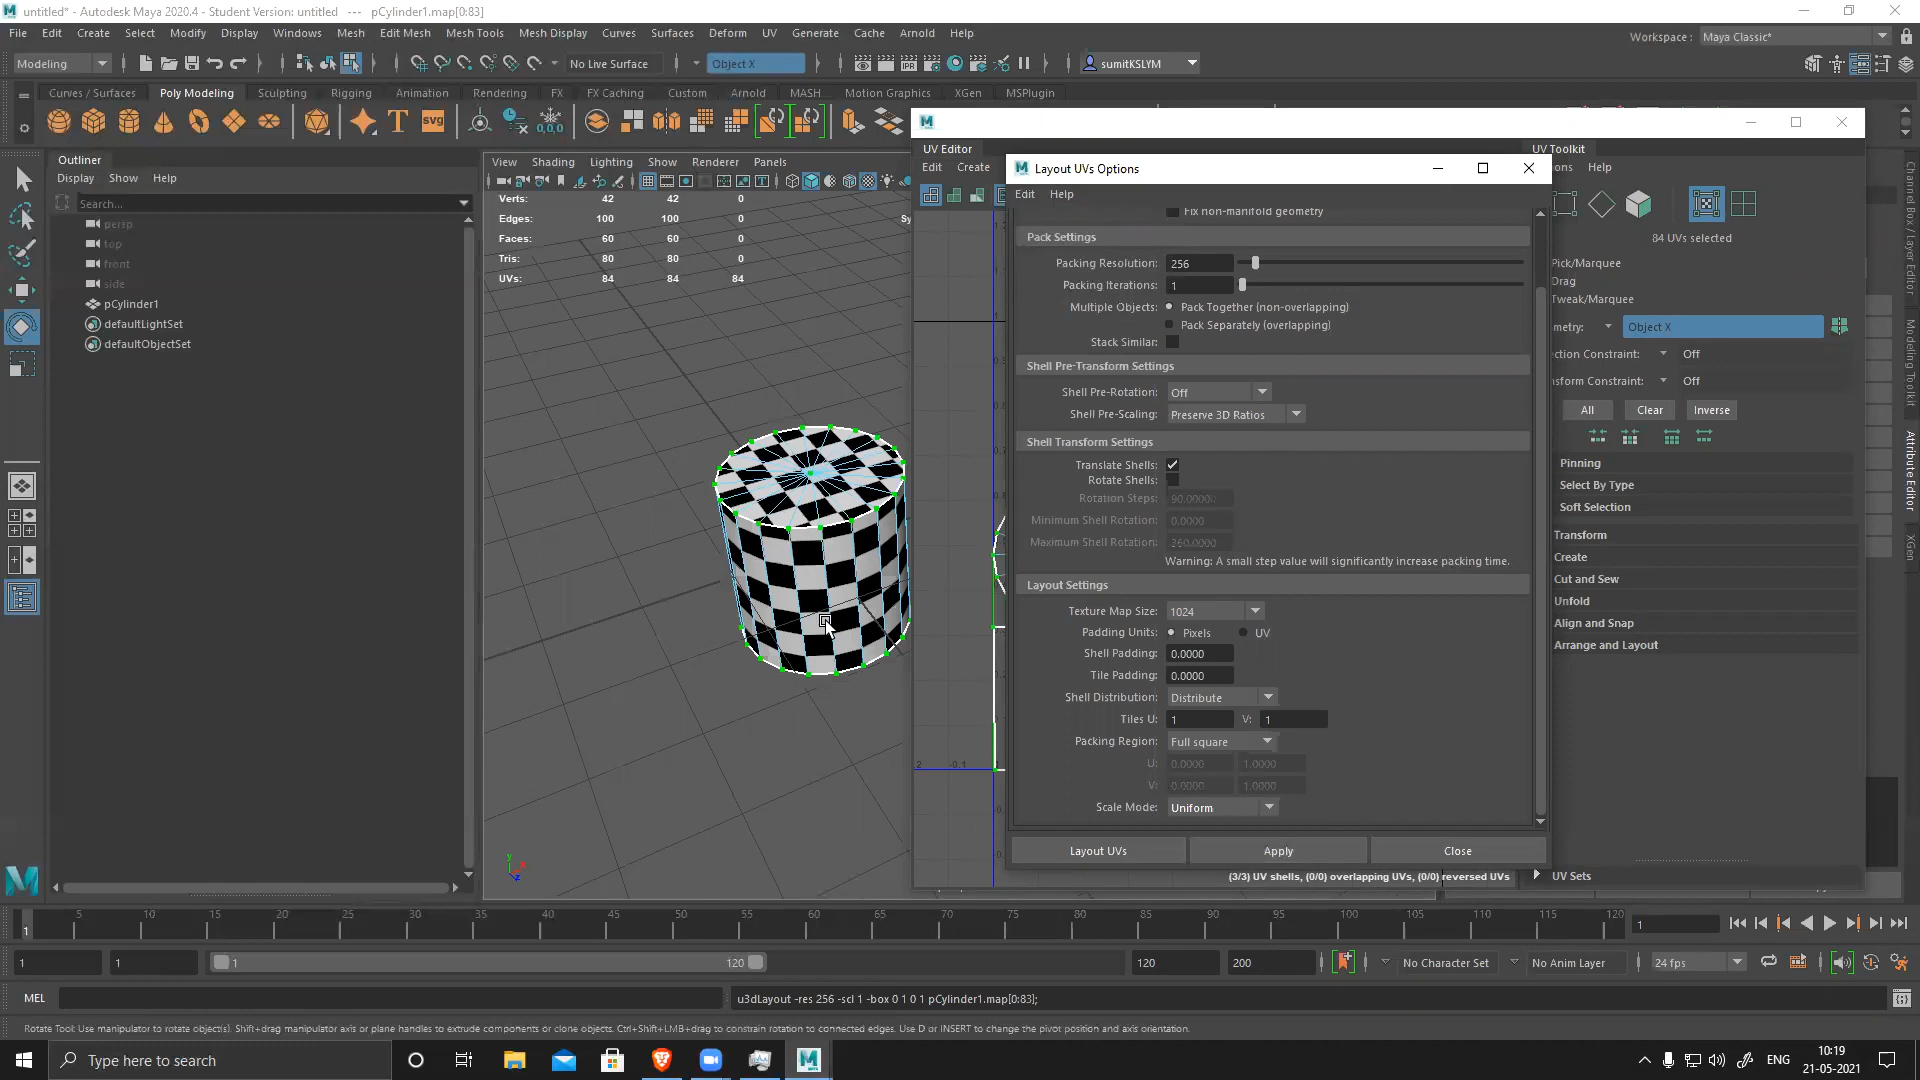 untitled* - Autodesk Maya 2020.4 - Student Version: untitled --- pCylinder1.map[0:83]
File Edit Create Select Modify Display Windows Mesh Edit Mesh Mesh Tools Mesh Display Curves Surfaces Deform UV Generate Cache Arnold Help
Workspace : Maya Classic*
Modeling No Live Surface Object X sumitKSLYM
Curves / Surfaces Poly Modeling Sculpting Rigging Animation Rendering FX FX Caching Custom Arnold MASH Motion Graphics XGen MSPlugin
SVG IPR
Outliner
Display Show Help
Search...
persp
top
front
side
pCylinder1
defaultLightSet
defaultObjectSet
View Shading Lighting Show Renderer Panels
Verts: 42 42 0
Edges: 100 100 0
Faces: 60 60 0
Tris: 80 80 0
UVs: 84 84 84
UV Editor
Edit Create
Layout UVs Options
Edit Help
Fix non-manifold geometry
Pack Settings
Packing Resolution: 256
Packing Iterations: 1
Multiple Objects: Pack Together (non-overlapping)
Pack Separately (overlapping)
Stack Similar:
Shell Pre-Transform Settings
Shell Pre-Rotation: Off
Shell Pre-Scaling: Preserve 3D Ratios
Shell Transform Settings
Translate Shells:
Rotate Shells:
Rotation Steps: 90.0000
Minimum Shell Rotation: 0.0000
Maximum Shell Rotation: 360.0000
Warning: A small step value will significantly increase packing time.
Layout Settings
Texture Map Size: 1024
Padding Units: Pixels UV
Shell Padding: 0.0000
Tile Padding: 0.0000
Shell Distribution: Distribute
Tiles U: 1 V: 1
Packing Region: Full square
U: 0.0000 1.0000
V: 0.0000 1.0000
Scale Mode: Uniform
Layout UVs Apply Close
(3/3) UV shells, (0/0) overlapping UVs, (0/0) reversed UVs
UV Toolkit
ions Help
84 UVs selected
Pick/Marquee
Drag
Tweak/Marquee
metry: Object X
ection Constraint: Off
sform Constraint: Off
All Clear Inverse
Pinning
Select By Type
Soft Selection
Transform
Create
Cut and Sew
Unfold
Align and Snap
Arrange and Layout
UV Sets
Channel Box / Layer Editor
Modeling Toolkit
Attribute Editor
XGen
5 10 15 20 25 30 35 40 45 50 55 60 65 70 75 80 85 90 95 100 105 110 115 120
1 1
1 1 1 120 120 200 No Character Set No Anim Layer 24 fps
MEL u3dLayout -res 256 -scl 1 -box 0 1 0 1 pCylinder1.map[0:83];
Rotate Tool: Use manipulator to rotate object(s). Shift+drag manipulator axis or plane handles to extrude components or clone objects. Ctrl+Shift+LMB+drag to constrain rotation to connected edges. Use D or INSERT to change the pivot position and axis orientation.
Type here to search
ENG
10:19
21-05-2021